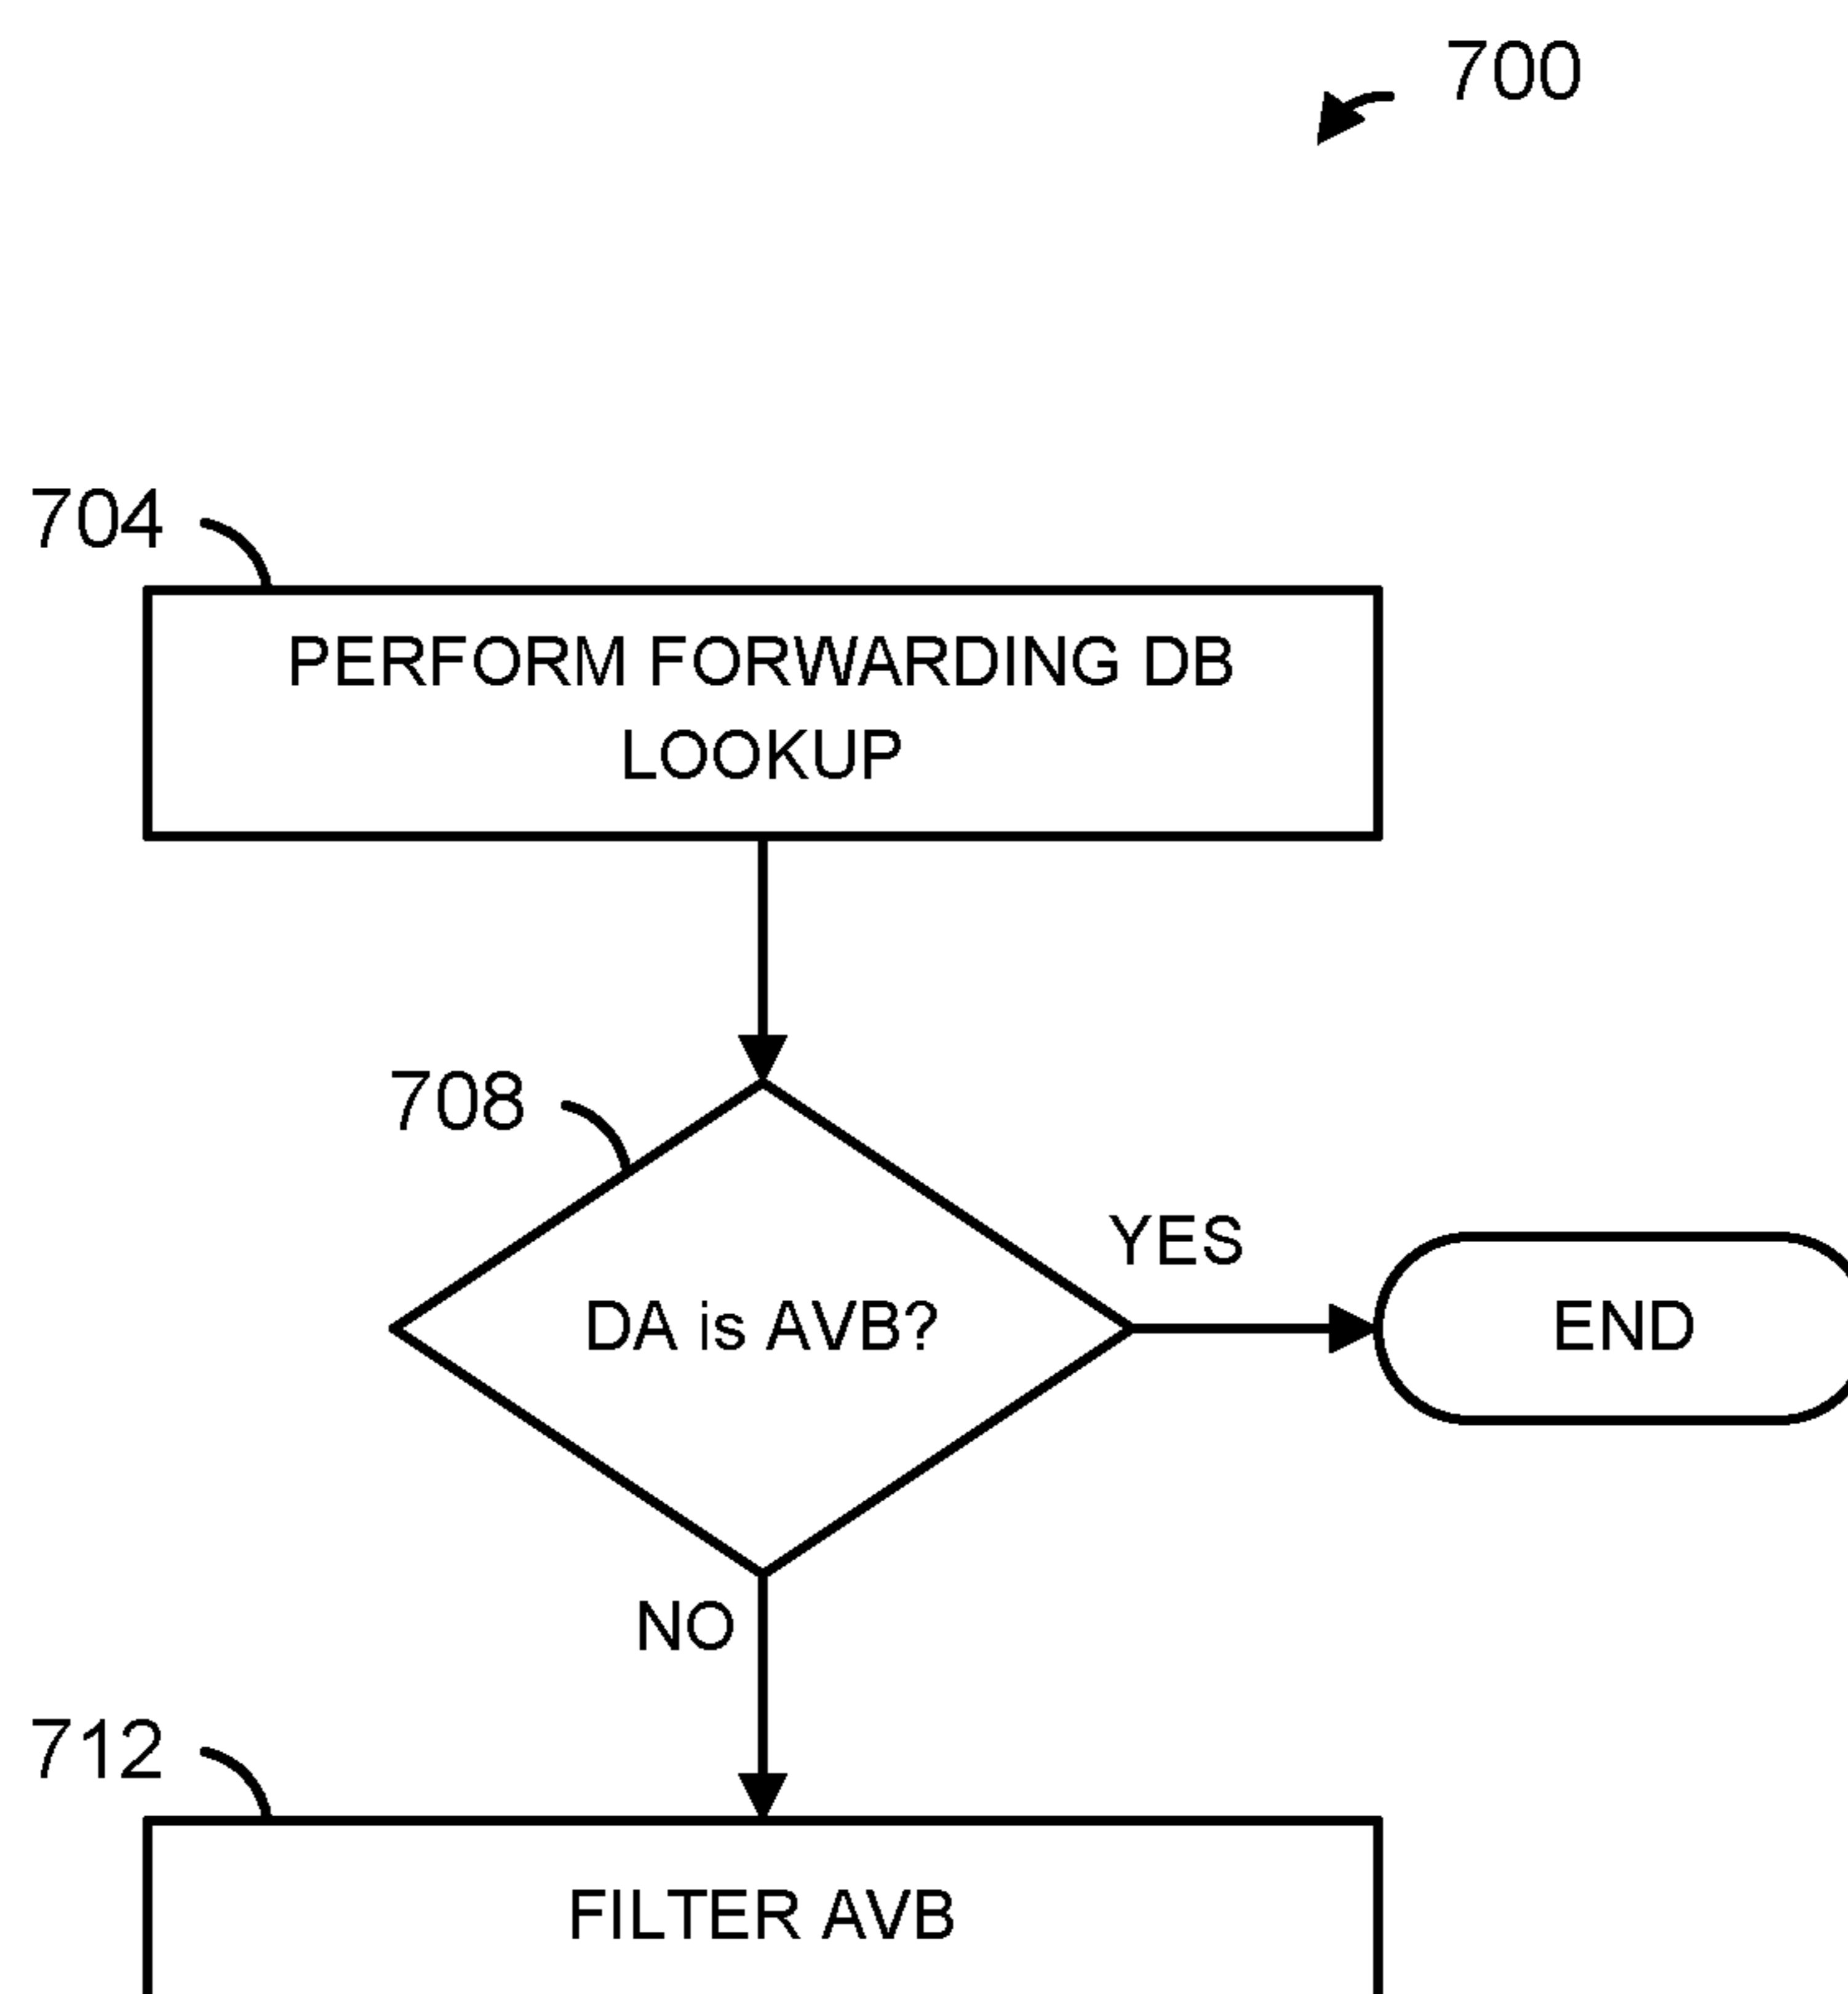 700
704
PERFORM FORWARDING DB
LOOKUP
708
YES
DA is AVB?
END
NO
712
FILTER AVB